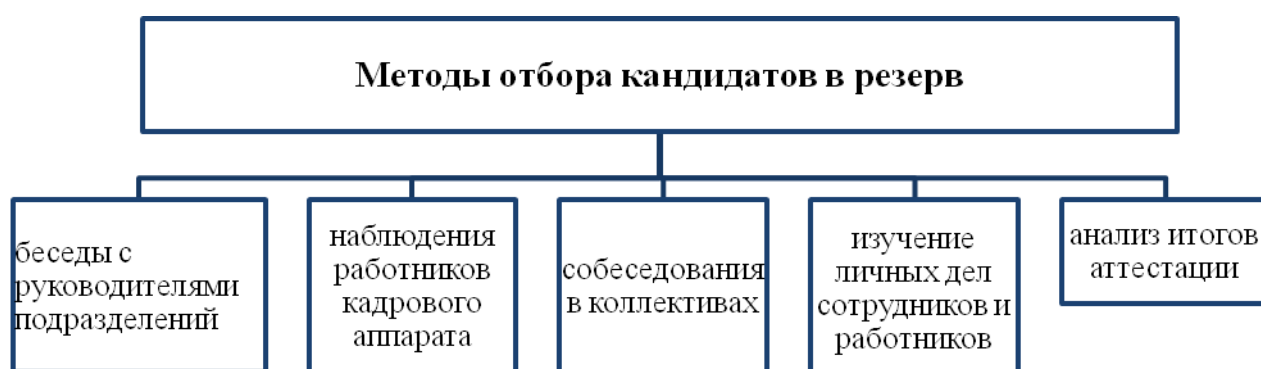 Методы отбора кандидатов в резерв
беседы с
руководителями
подразделений
наблюдения
работников
кадрового
аппарата
собеседования
в коллективах
изучение
личных дел
сотрудников и
работников
анализ итогов
аттестации